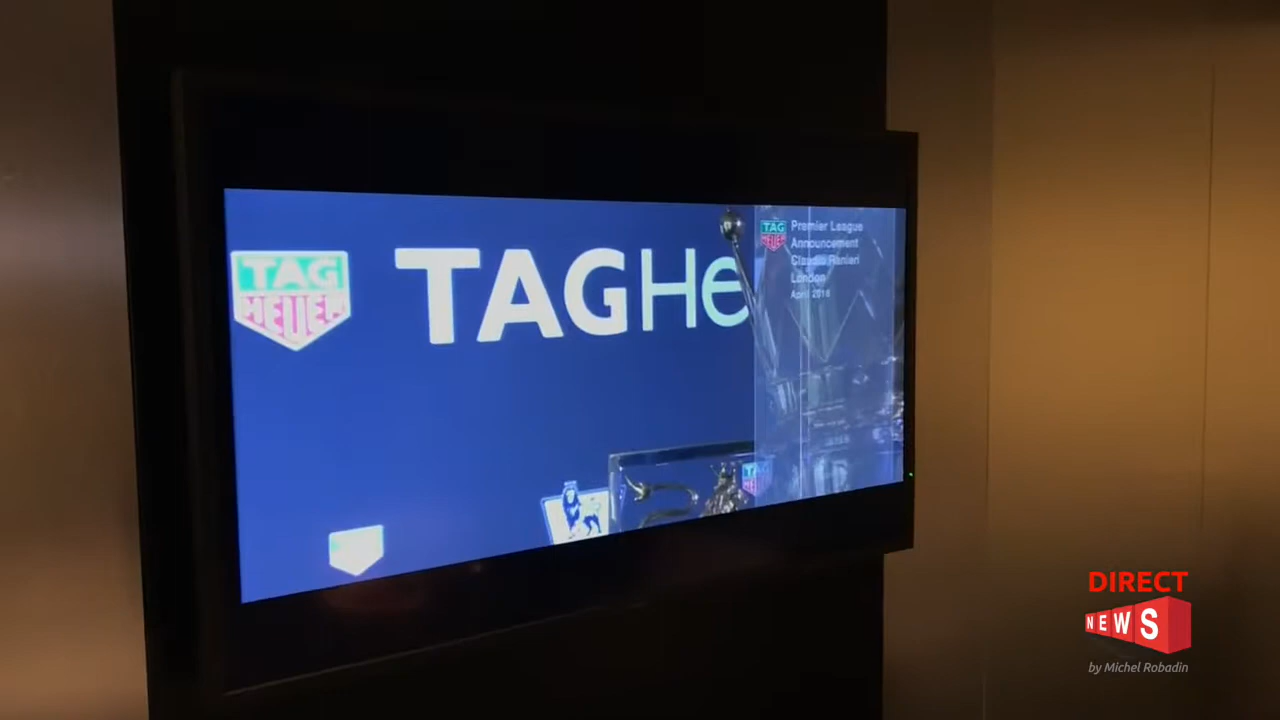 TAG
HEUER
TAGHe
TAG
HEUER
Premier League
Announcement
Claudio Ranieri
London
April 2016
DIRECT
NEWS
by Michel Robadin